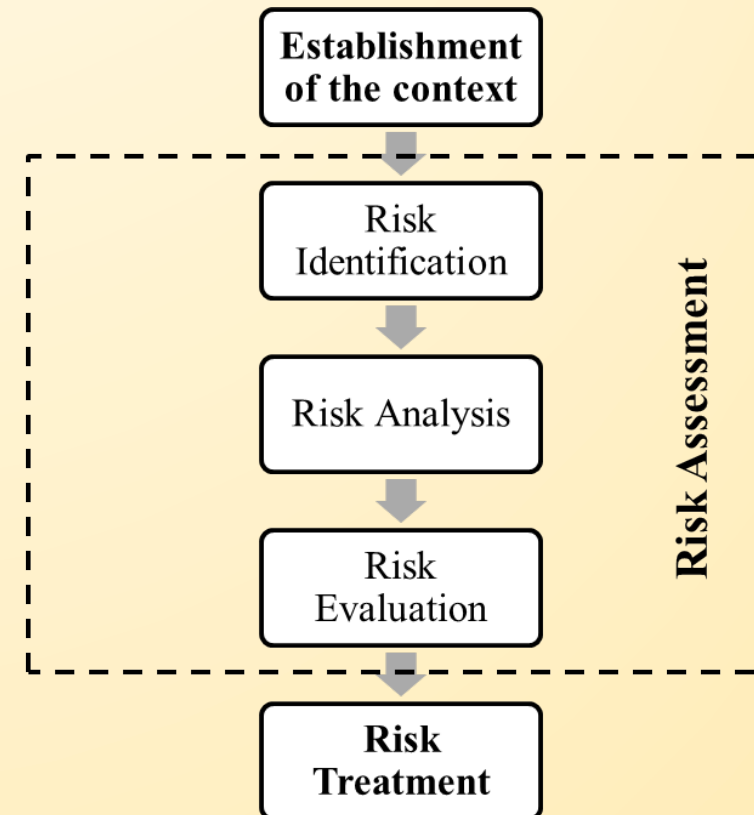 Establishment
of the context
Risk
Identification
Risk Analysis
Risk
Evaluation
Risk Assessment
Risk
Treatment